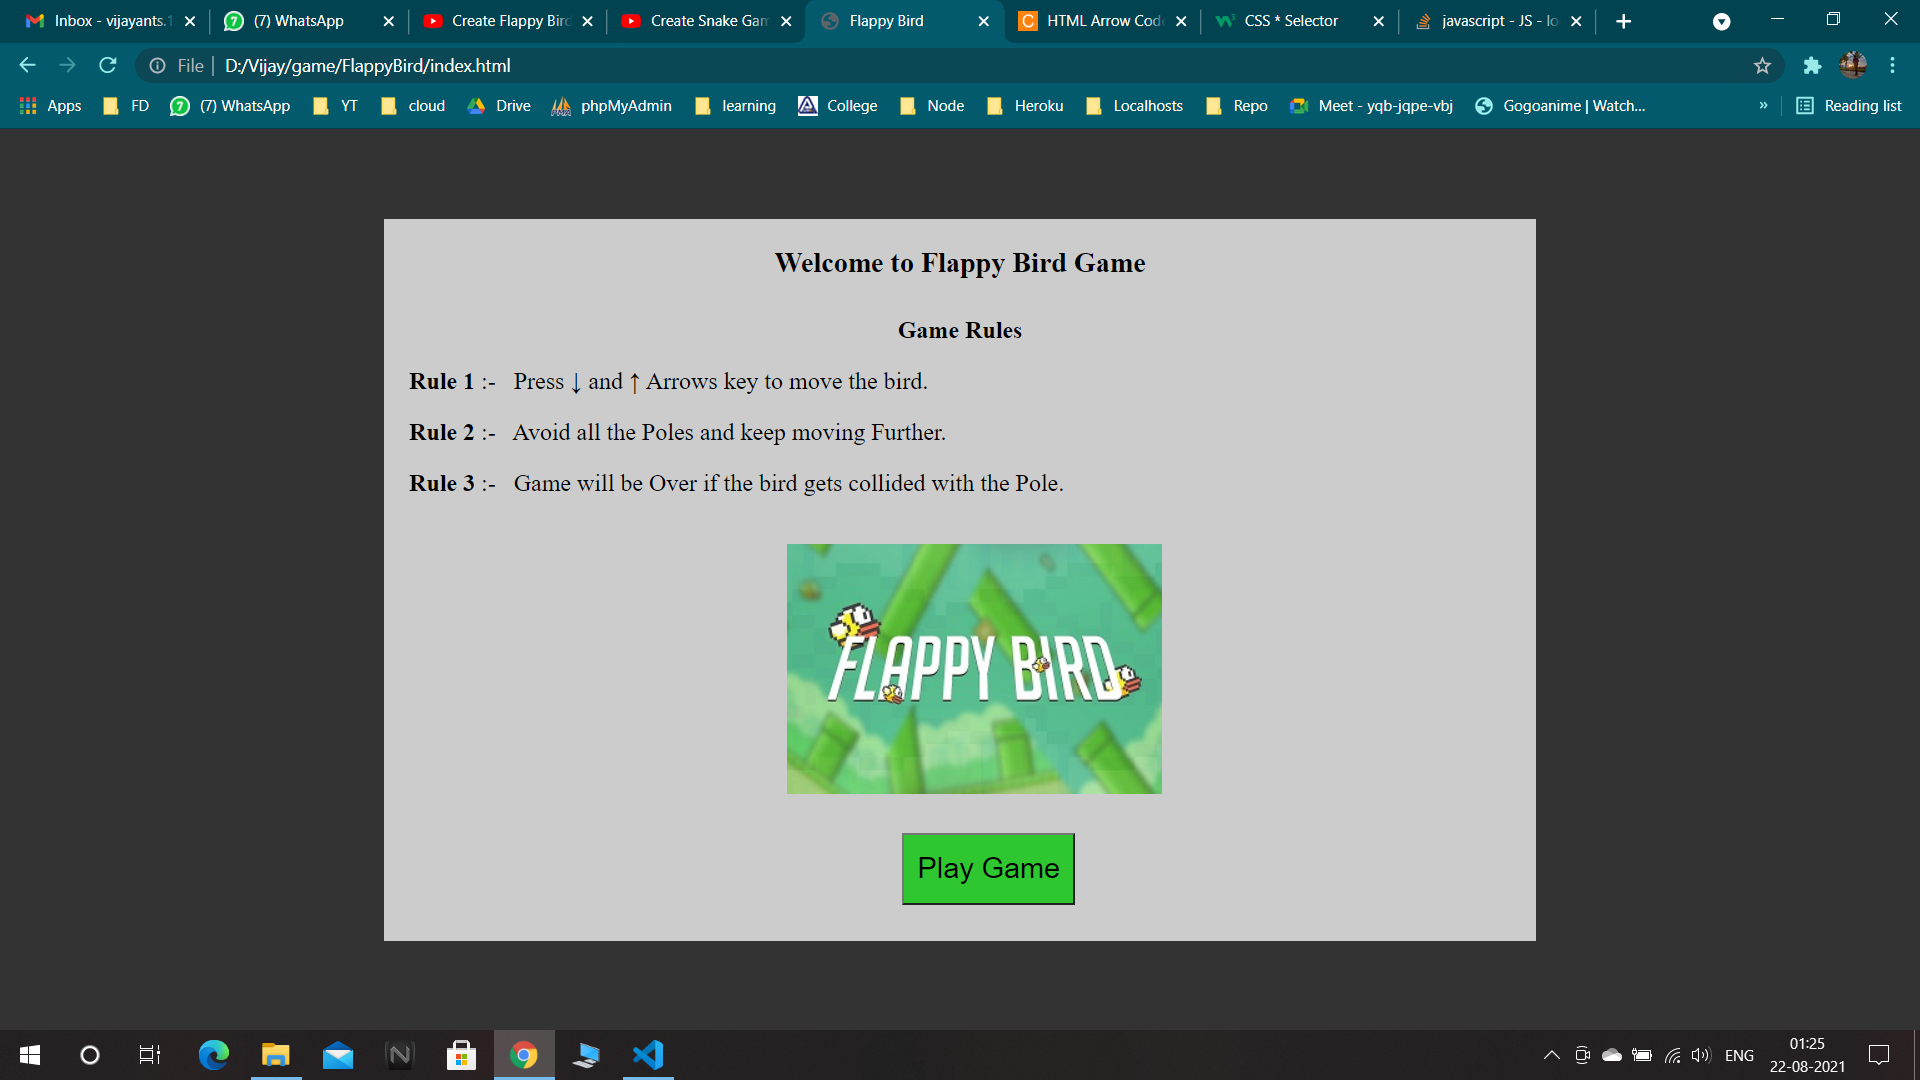 Inbox - vijayants.1 (7) WhatsApp Create Flappy Bird Create Snake Gam Flappy Bird HTML Arrow Code CSS * Selector javascript - JS - lo
File D:/Vijay/game/FlappyBird/index.html
Apps FD (7) WhatsApp YT cloud Drive phpMyAdmin learning College Node Heroku Localhosts Repo Meet - yqb-jqpe-vbj Gogoanime | Watch... » Reading list
Welcome to Flappy Bird Game
Game Rules
Rule 1 :- Press ↓ and ↑ Arrows key to move the bird.
Rule 2 :- Avoid all the Poles and keep moving Further.
Rule 3 :- Game will be Over if the bird gets collided with the Pole.
FLAPPY BIRD
Play Game
ENG
01:25
22-08-2021